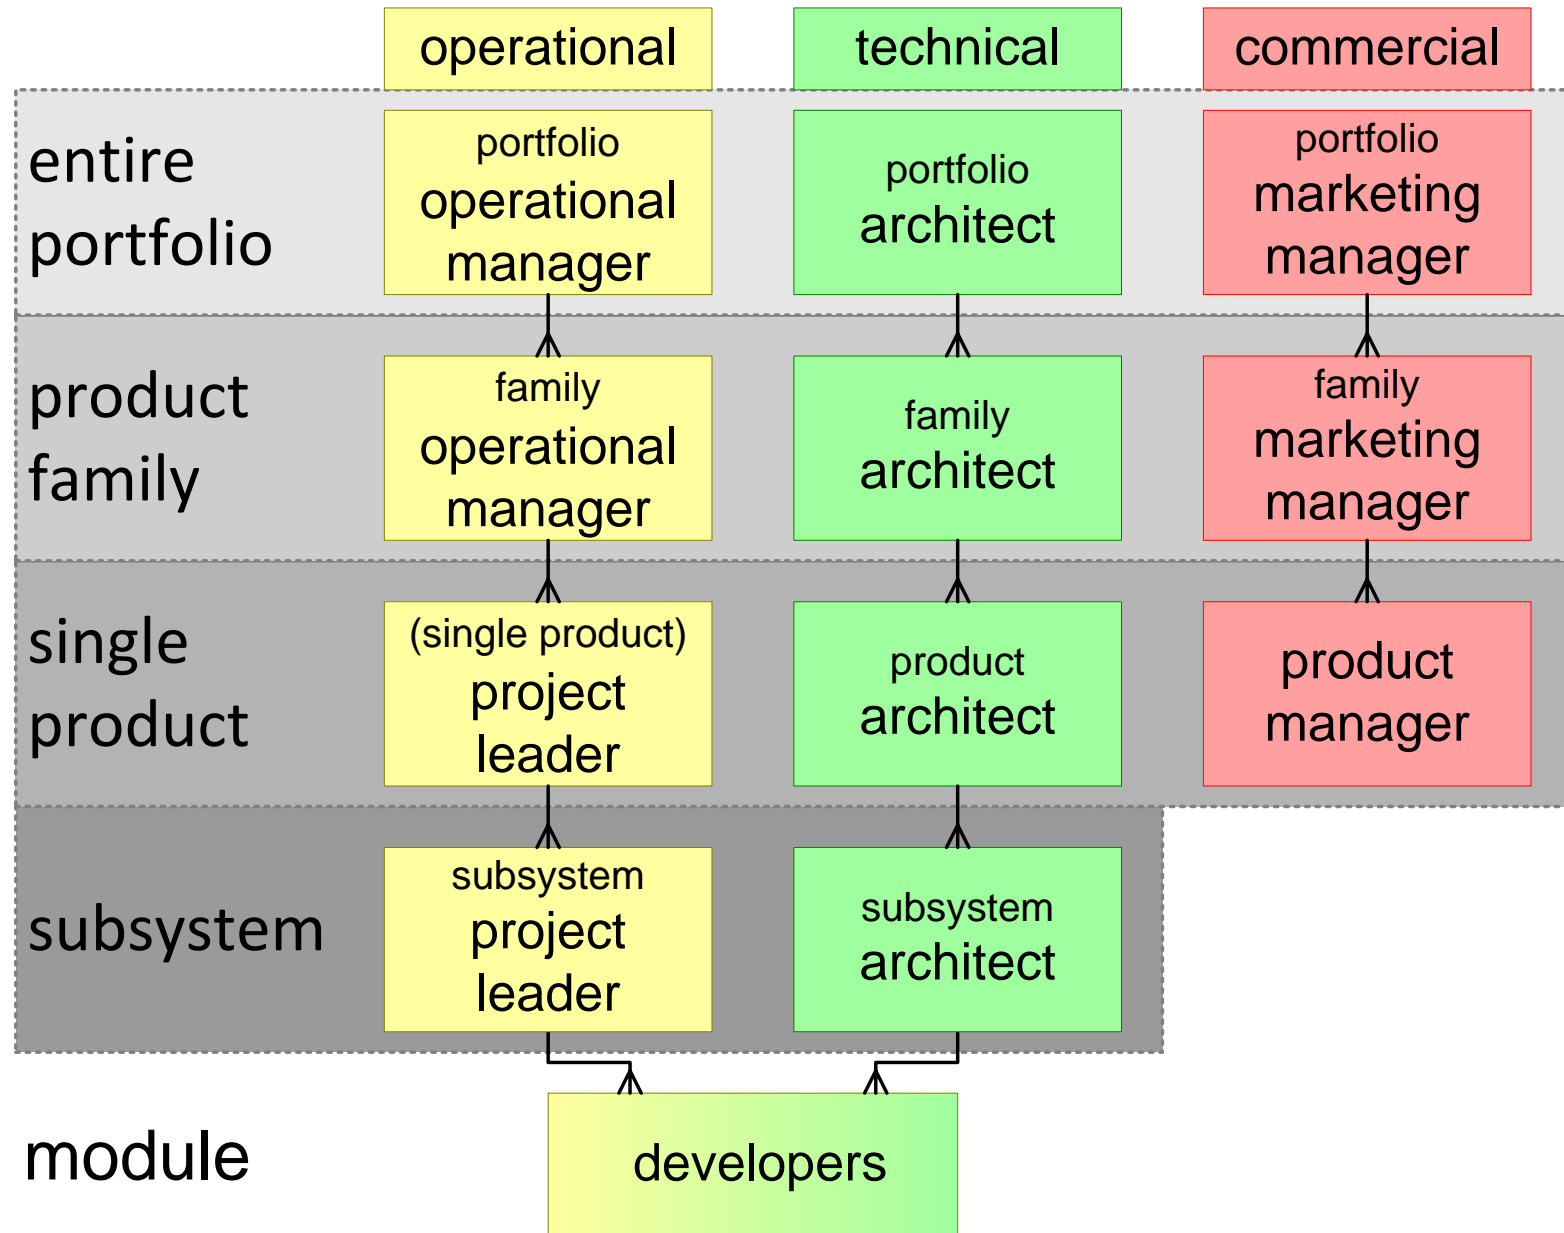 operational
technical
commercial
entire
portfolio
portfolio
operational
manager
portfolio
architect
portfolio
marketing
manager
product
family
family
operational
manager
family
architect
family
marketing
manager
single
product
(single product)
project
leader
product
architect
product
manager
subsystem
subsystem
project
leader
subsystem
architect
module
developers